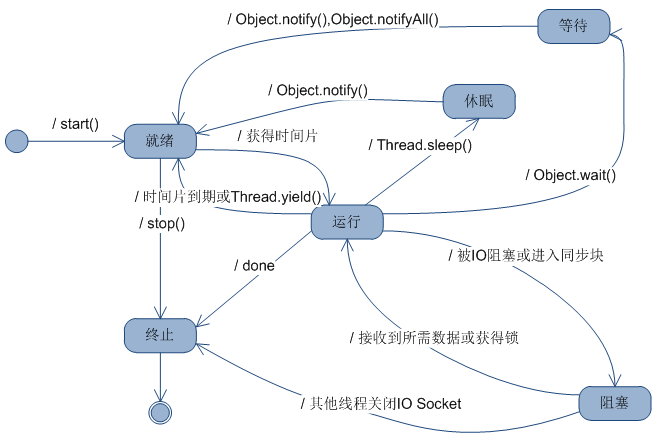 / Object.notify(),Object.notifyAll()
等待
/ Object.notify()
休眠
/ start()
就绪
/ 获得时间片
/ Thread.sleep()
/ Object.wait()
/ 时间片到期或Thread.yield()
/ stop()
运行
/ 被IO阻塞或进入同步块
/ done
终止
/ 接收到所需数据或获得锁
/ 其他线程关闭IO Socket
阻塞